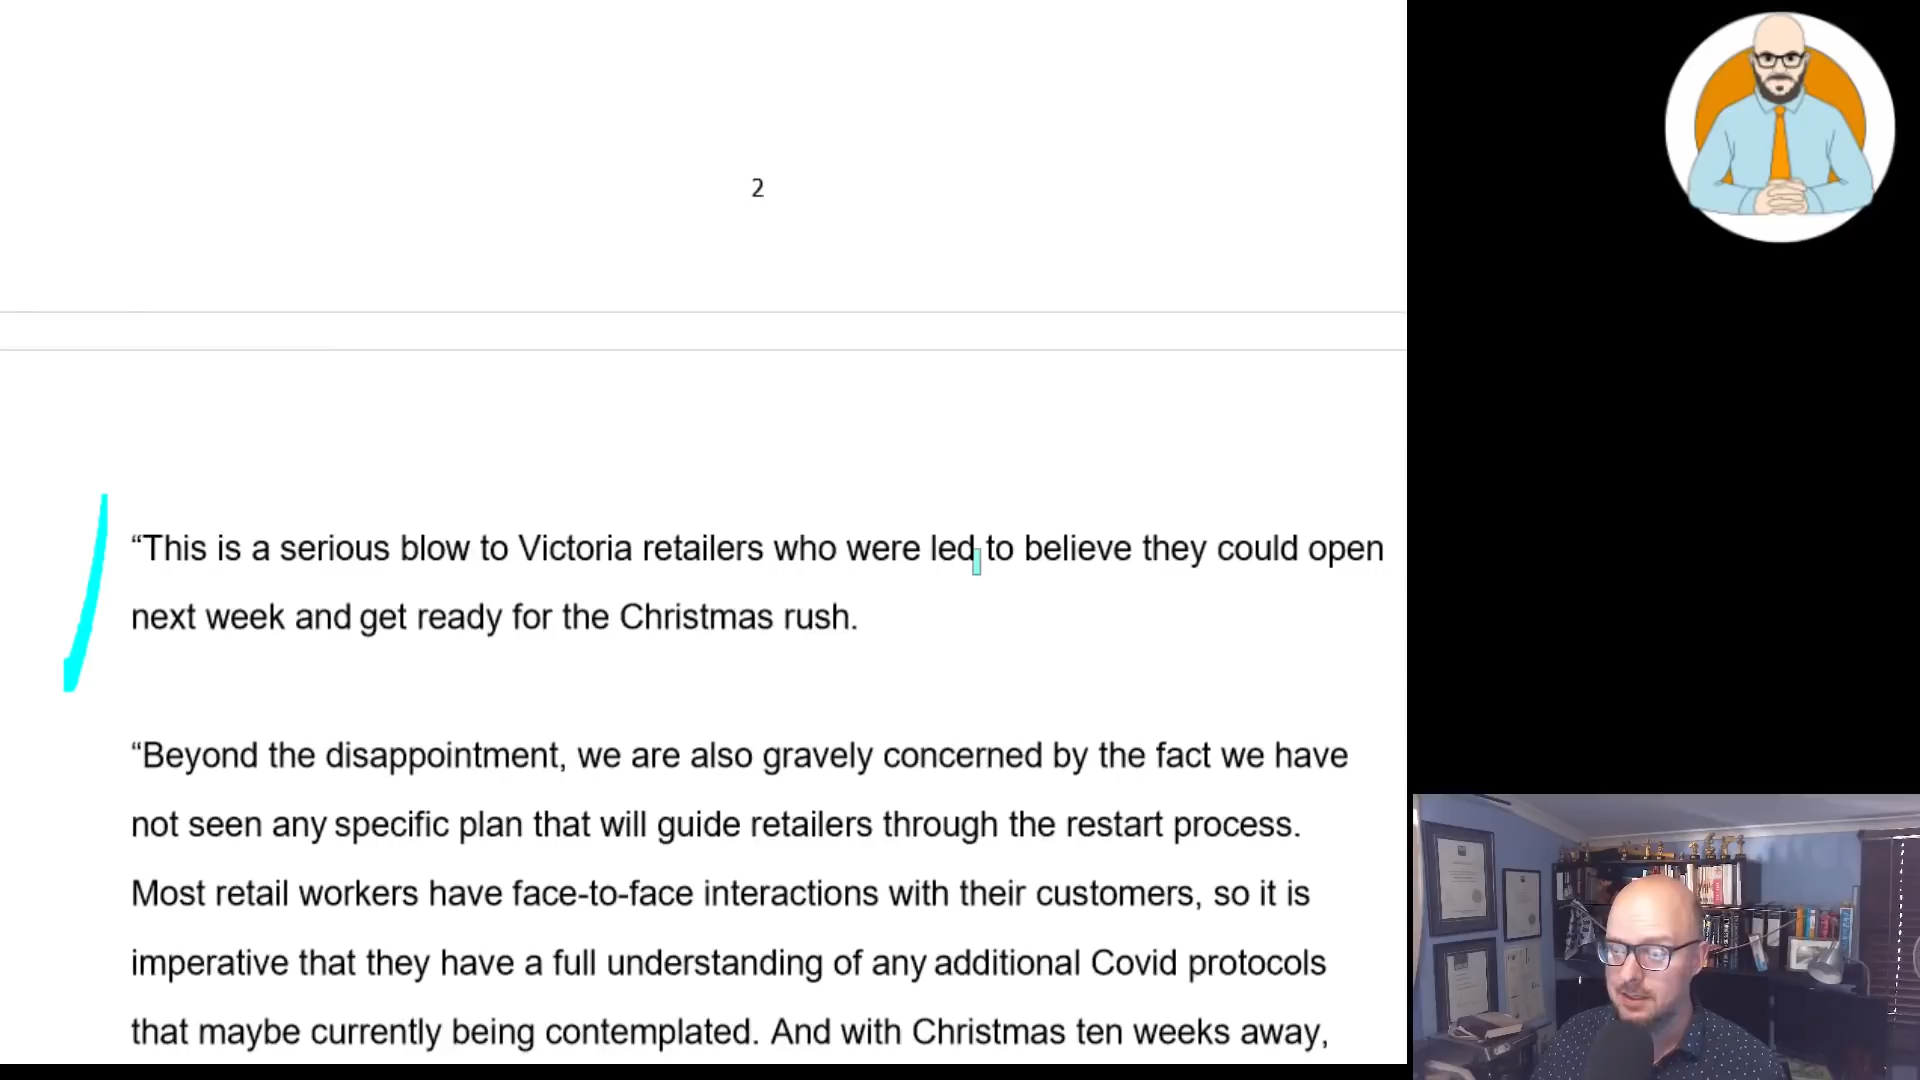 2
“This is a serious blow to Victoria retailers who were led to believe they could open
next week and get ready for the Christmas rush.
“Beyond the disappointment, we are also gravely concerned by the fact we have
not seen any specific plan that will guide retailers through the restart process.
Most retail workers have face-to-face interactions with their customers, so it is
imperative that they have a full understanding of any additional Covid protocols
that maybe currently being contemplated. And with Christmas ten weeks away,